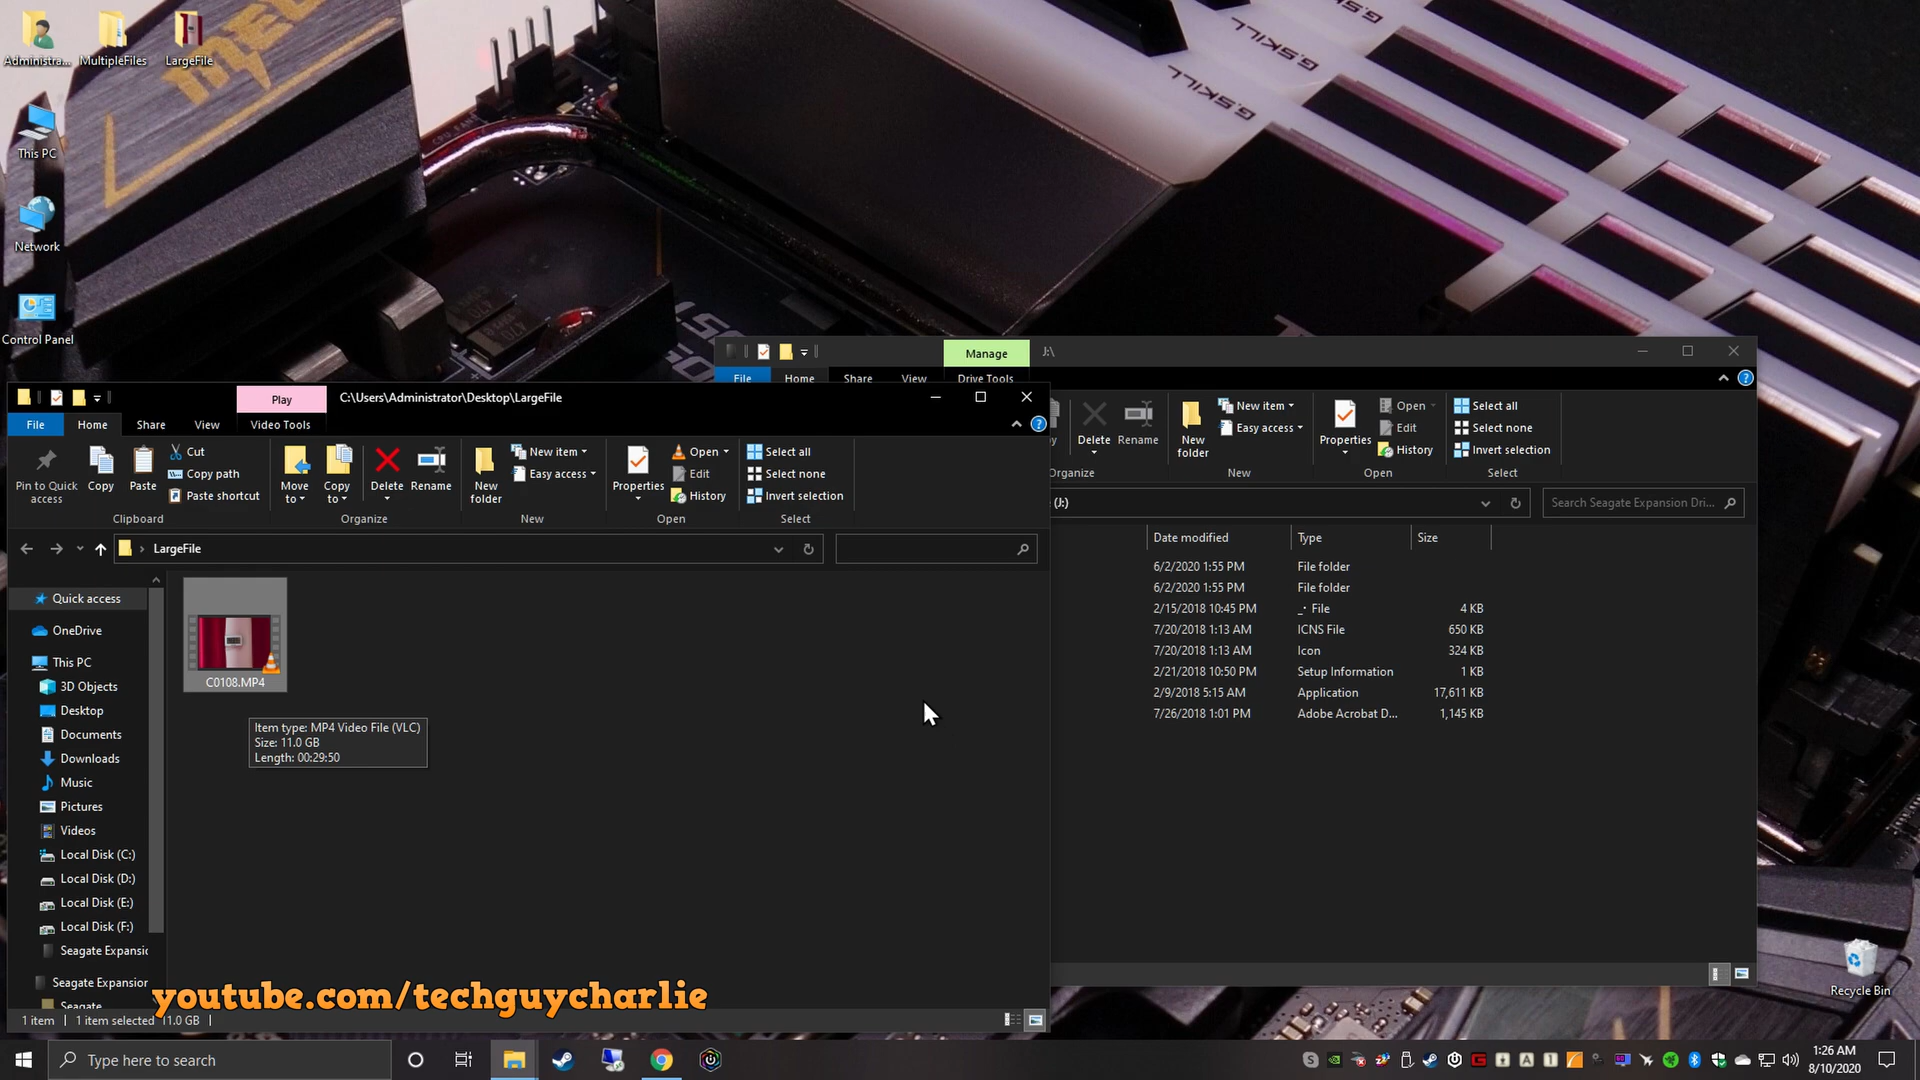 Administra...
MultipleFiles
LargeFile
This PC
Network
Control Panel
G.SKILL
G.SKILL
G.SKILL
Manage
J:\
File
Home
Share
View
Drive Tools
Delete
Rename
New folder
New item
Easy access
Properties
Open
Edit
History
Select all
Select none
Invert selection
Organize
New
Open
Select
(J:)
Search Seagate Expansion Dri...
Date modified
Type
Size
6/2/2020 1:55 PM
File folder
6/2/2020 1:55 PM
File folder
2/15/2018 10:45 PM
File
4 KB
7/20/2018 1:13 AM
ICNS File
650 KB
7/20/2018 1:13 AM
Icon
324 KB
2/21/2018 10:50 PM
Setup Information
1 KB
2/9/2018 5:15 AM
Application
17,611 KB
7/26/2018 1:01 PM
Adobe Acrobat D...
1,145 KB
Play
C:\Users\Administrator\Desktop\LargeFile
File
Home
Share
View
Video Tools
Pin to Quick access
Copy
Paste
Cut
Copy path
Paste shortcut
Move to
Copy to
Delete
Rename
New folder
New item
Easy access
Properties
Open
Edit
History
Select all
Select none
Invert selection
Clipboard
Organize
New
Open
Select
LargeFile
Quick access
OneDrive
This PC
3D Objects
Desktop
Documents
Downloads
Music
Pictures
Videos
Local Disk (C:)
Local Disk (D:)
Local Disk (E:)
Local Disk (F:)
Seagate Expansio
Seagate Expansion
Seagate
C0108.MP4
Item type: MP4 Video File (VLC)
Size: 11.0 GB
Length: 00:29:50
youtube.com/techguycharlie
1 item
1 item selected
11.0 GB
Recycle Bin
Type here to search
1:26 AM
8/10/2020